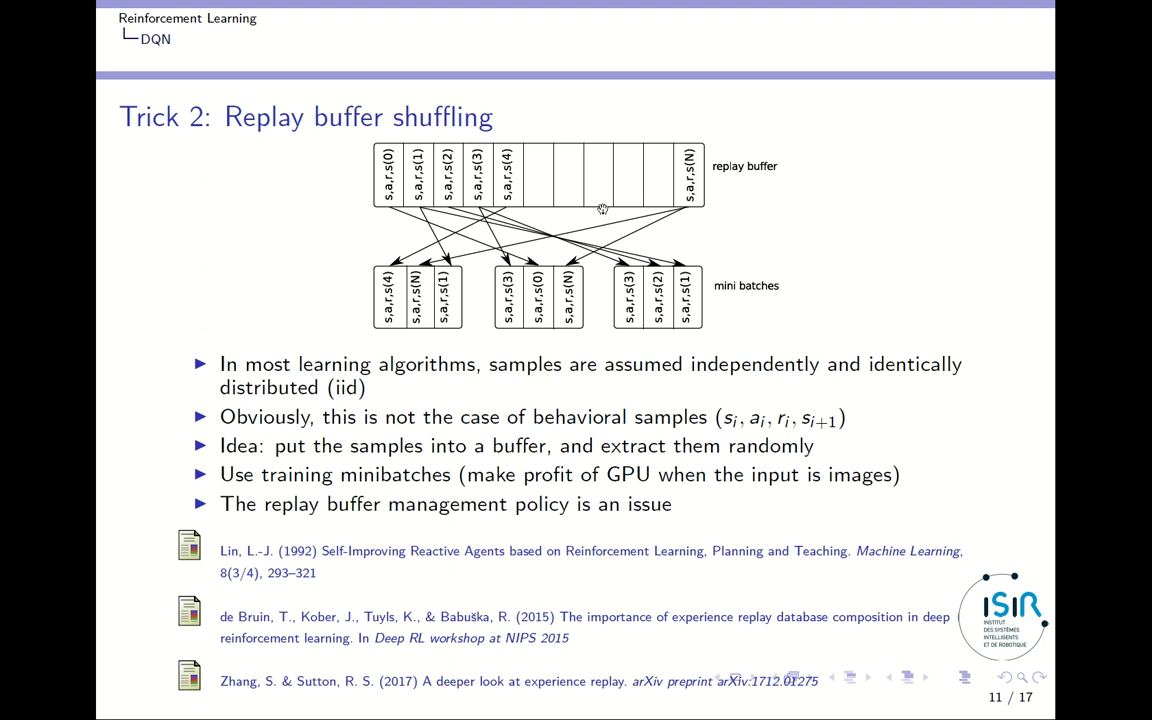 Reinforcement Learning
DQN
Trick 2: Replay buffer shuffling
s,a,r,s(0) s,a,r,s(1) s,a,r,s(2) s,a,r,s(3) s,a,r,s(4) s,a,r,s(N)
replay buffer
s,a,r,s(4) s,a,r,s(N) s,a,r,s(1) s,a,r,s(3) s,a,r,s(0) s,a,r,s(N) s,a,r,s(3) s,a,r,s(2) s,a,r,s(1)
mini batches
In most learning algorithms, samples are assumed independently and identically
distributed (iid)
Obviously, this is not the case of behavioral samples (s_i, a_i, r_i, s_{i+1})
Idea: put the samples into a buffer, and extract them randomly
Use training minibatches (make profit of GPU when the input is images)
The replay buffer management policy is an issue
Lin, L.-J. (1992) Self-Improving Reactive Agents based on Reinforcement Learning, Planning and Teaching. Machine Learning,
8(3/4), 293–321
de Bruin, T., Kober, J., Tuyls, K., & Babuška, R. (2015) The importance of experience replay database composition in deep
reinforcement learning. In Deep RL workshop at NIPS 2015
Zhang, S. & Sutton, R. S. (2017) A deeper look at experience replay. arXiv preprint arXiv:1712.01275
ISIR
INSTITUT
DES SYSTÈMES
INTELLIGENTS
ET DE ROBOTIQUE
11 / 17